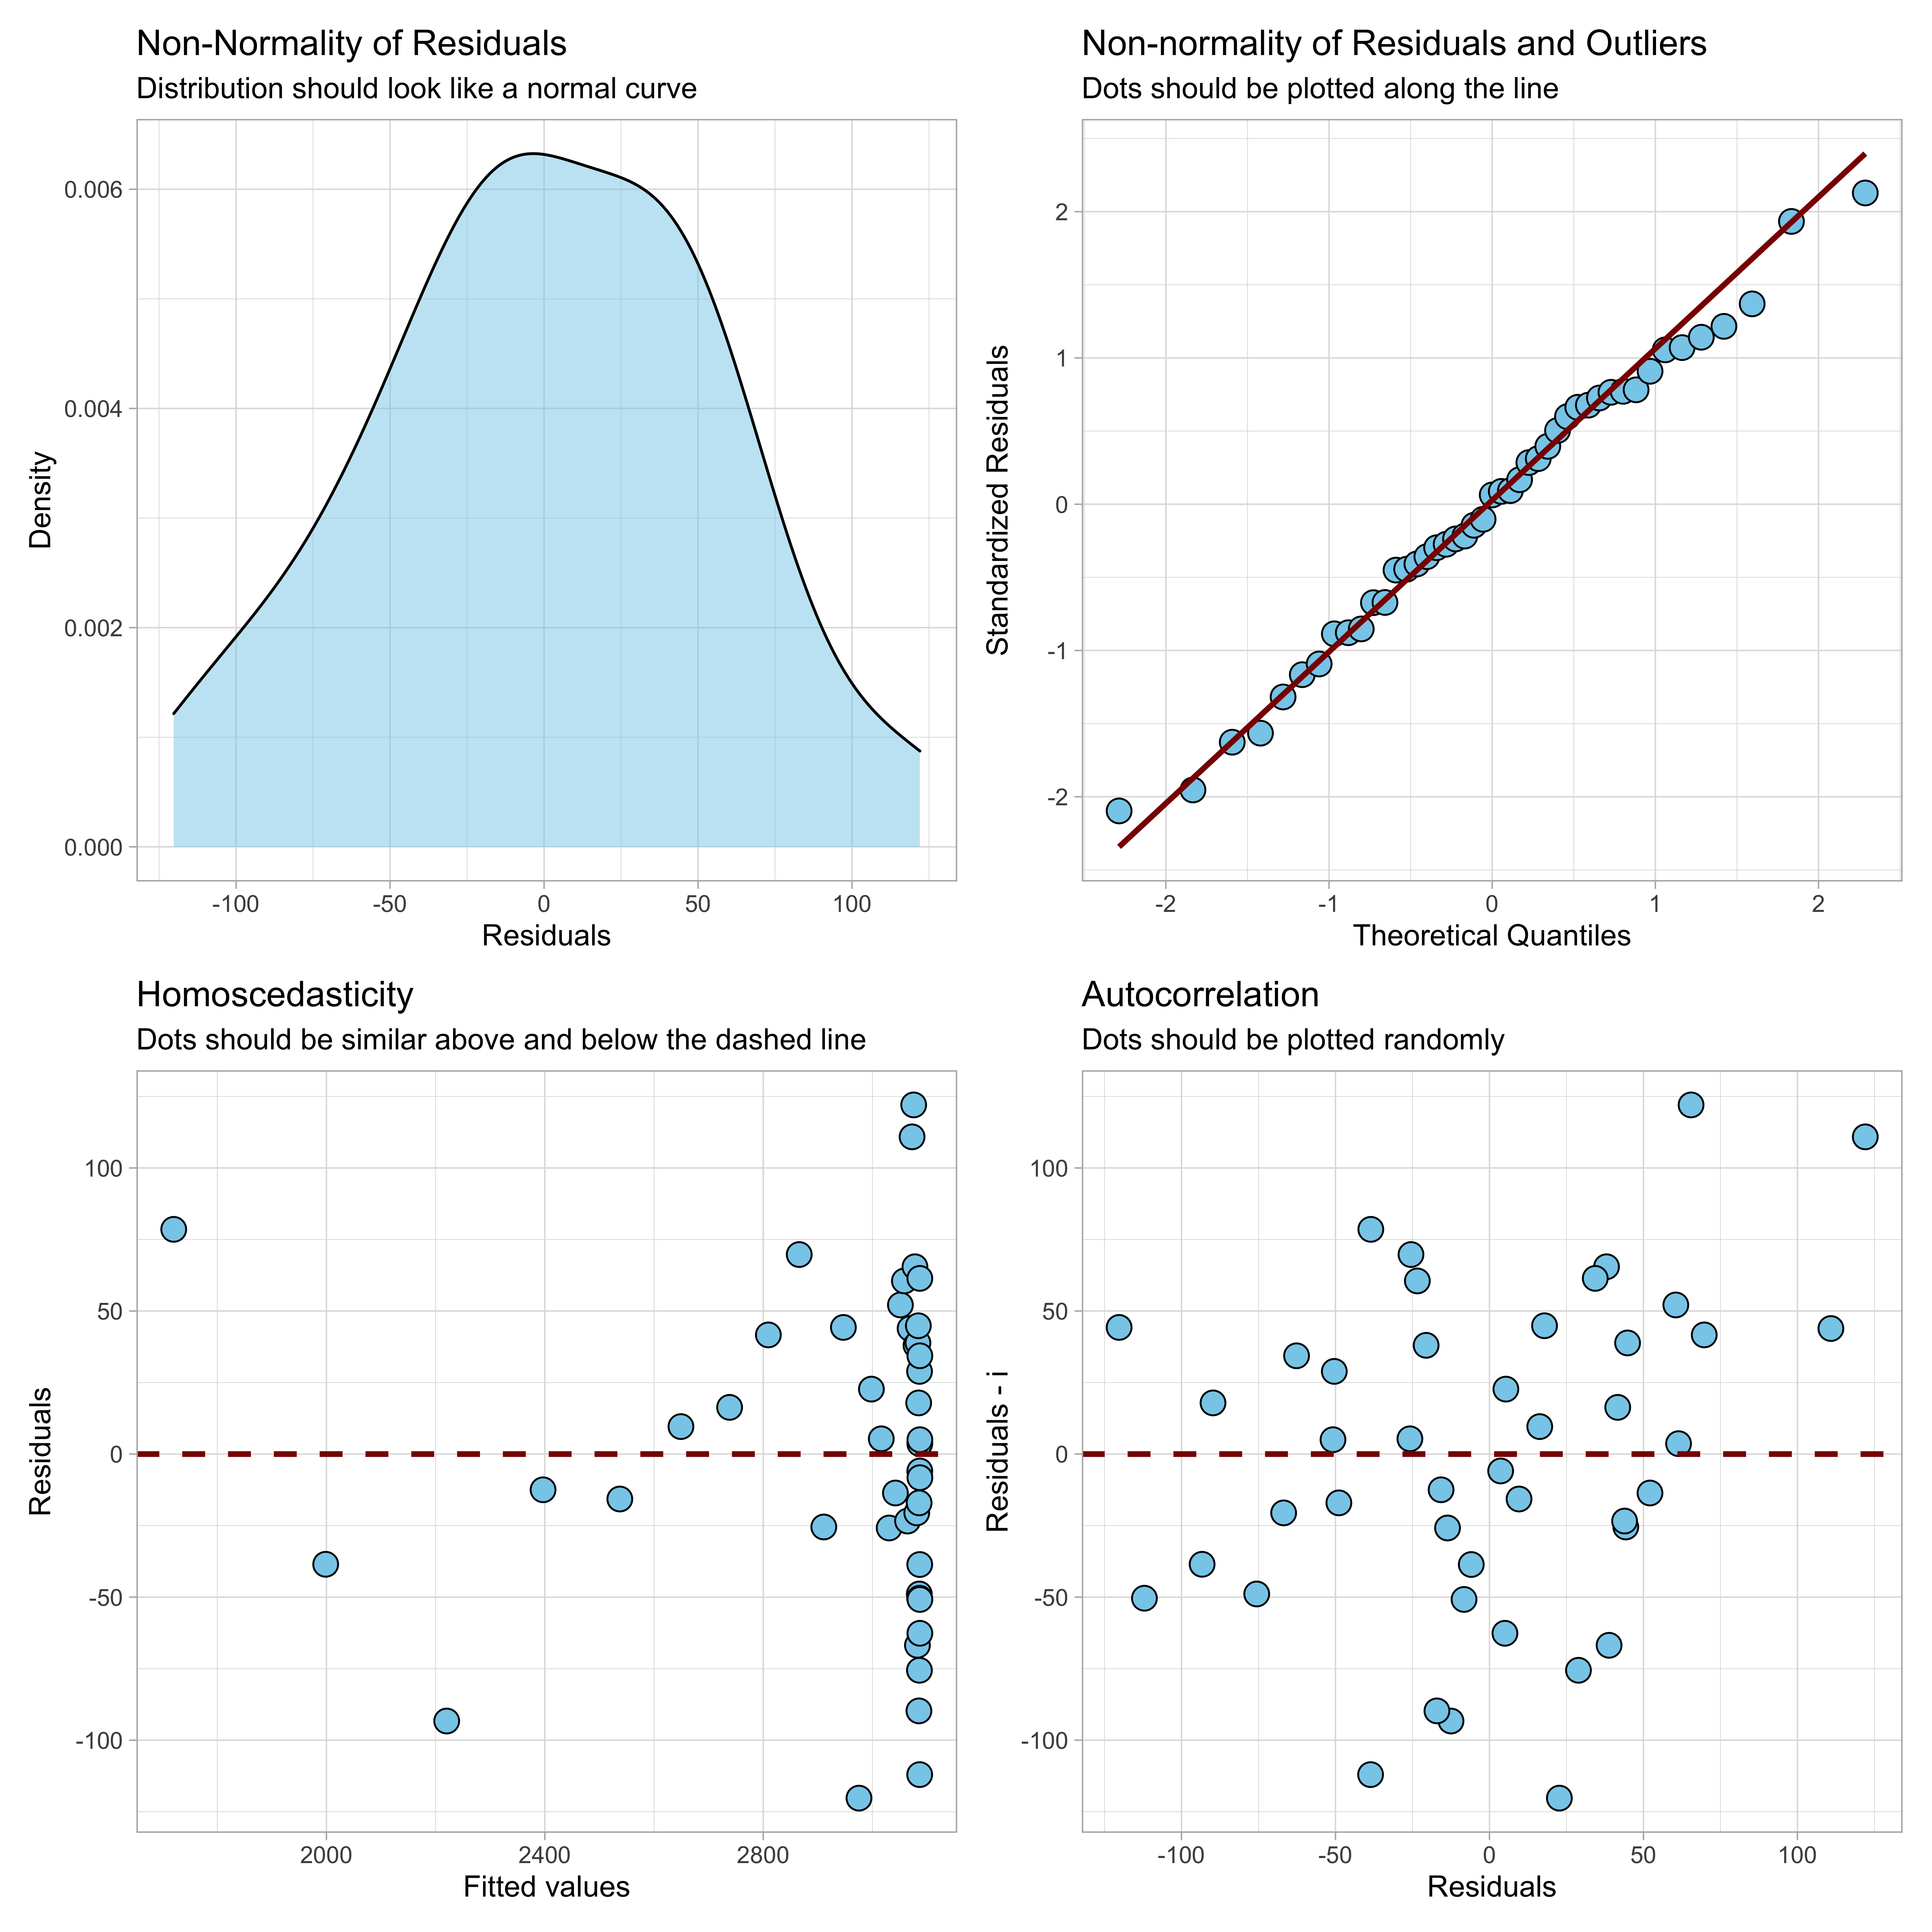 Non-Normality of Residuals
Distribution should look like a normal curve
Density
0.006
0.004
0.002
0.000
-100 -50 0 50 100
Residuals
Non-normality of Residuals and Outliers
Dots should be plotted along the line
Standardized Residuals
2
1
0
-1
-2
-2 -1 0 1 2
Theoretical Quantiles
Homoscedasticity
Dots should be similar above and below the dashed line
Residuals
100
50
0
-50
-100
2000 2400 2800
Fitted values
Autocorrelation
Dots should be plotted randomly
Residuals - i
100
50
0
-50
-100
-100 -50 0 50 100
Residuals